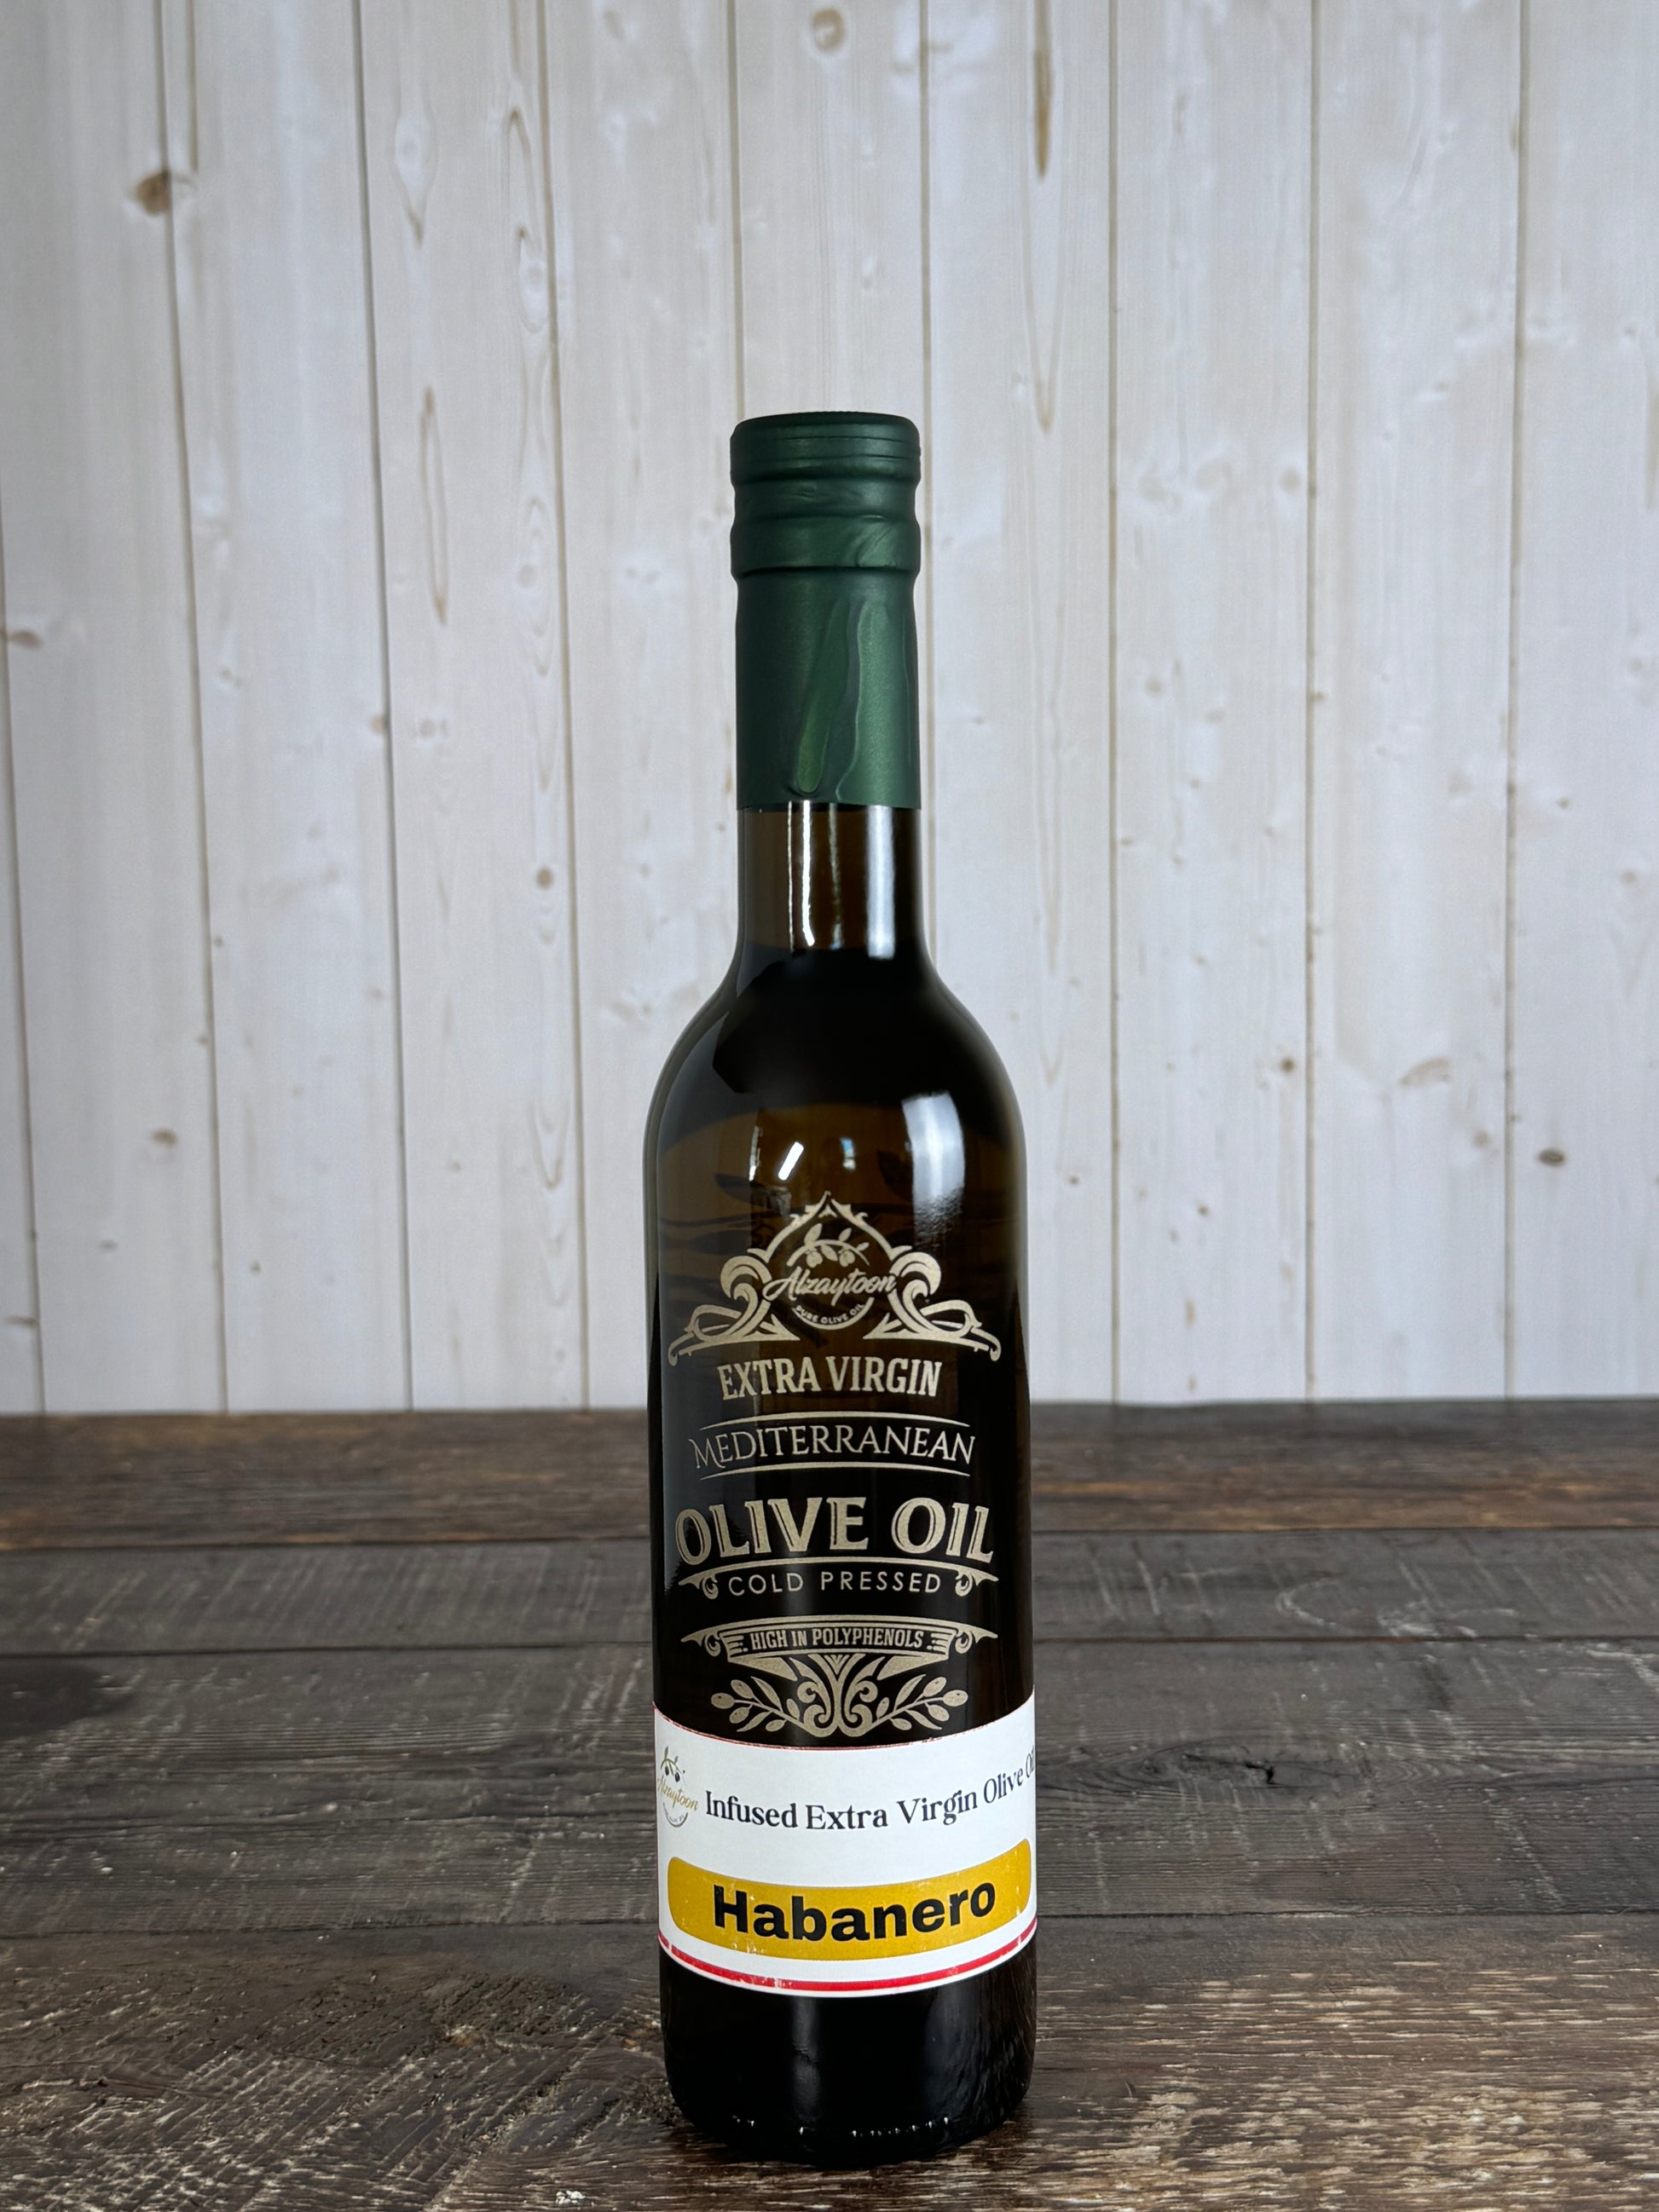 Alzaytoon
PURE OLIVE OIL
EXTRA VIRGIN
MEDITERRANEAN
OLIVE OIL
COLD PRESSED
HIGH IN POLYPHENOLS
Alzaytoon
Infused Extra Virgin Olive Oil
Habanero